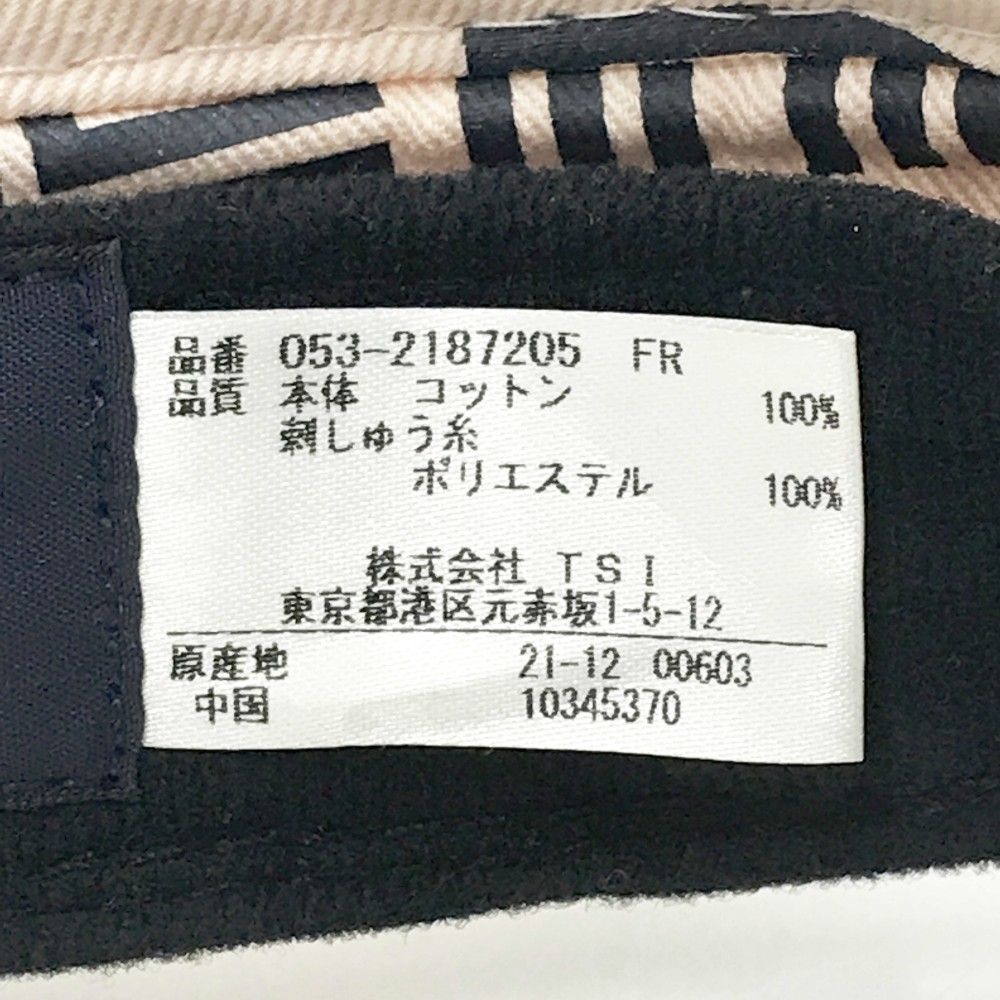 品番 053-2187205 FR
品質 本体 コットン 100%
刺しゅう糸
ポリエステル 100%
株式会社 TSI
東京都港区元赤坂1-5-12
原産地 21-12 00603
中国 10345370